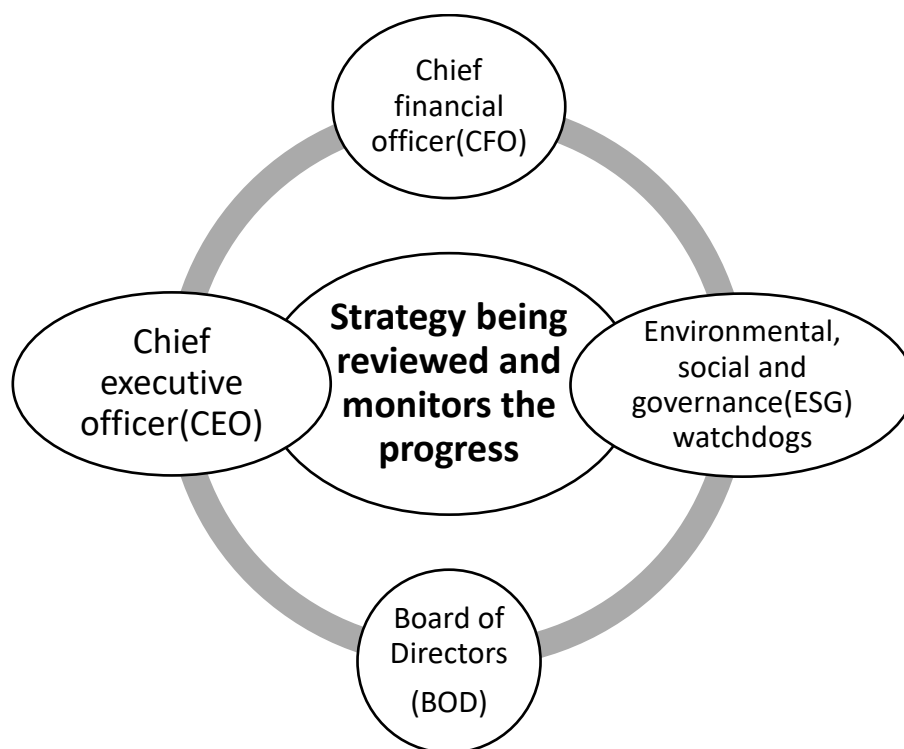 Chief
financial
officer(CFO)
Strategy being
reviewed and
monitors the
progress
Chief
executive
officer(CEO)
Environmental,
social and
governance(ESG)
watchdogs
Board of
Directors
(BOD)